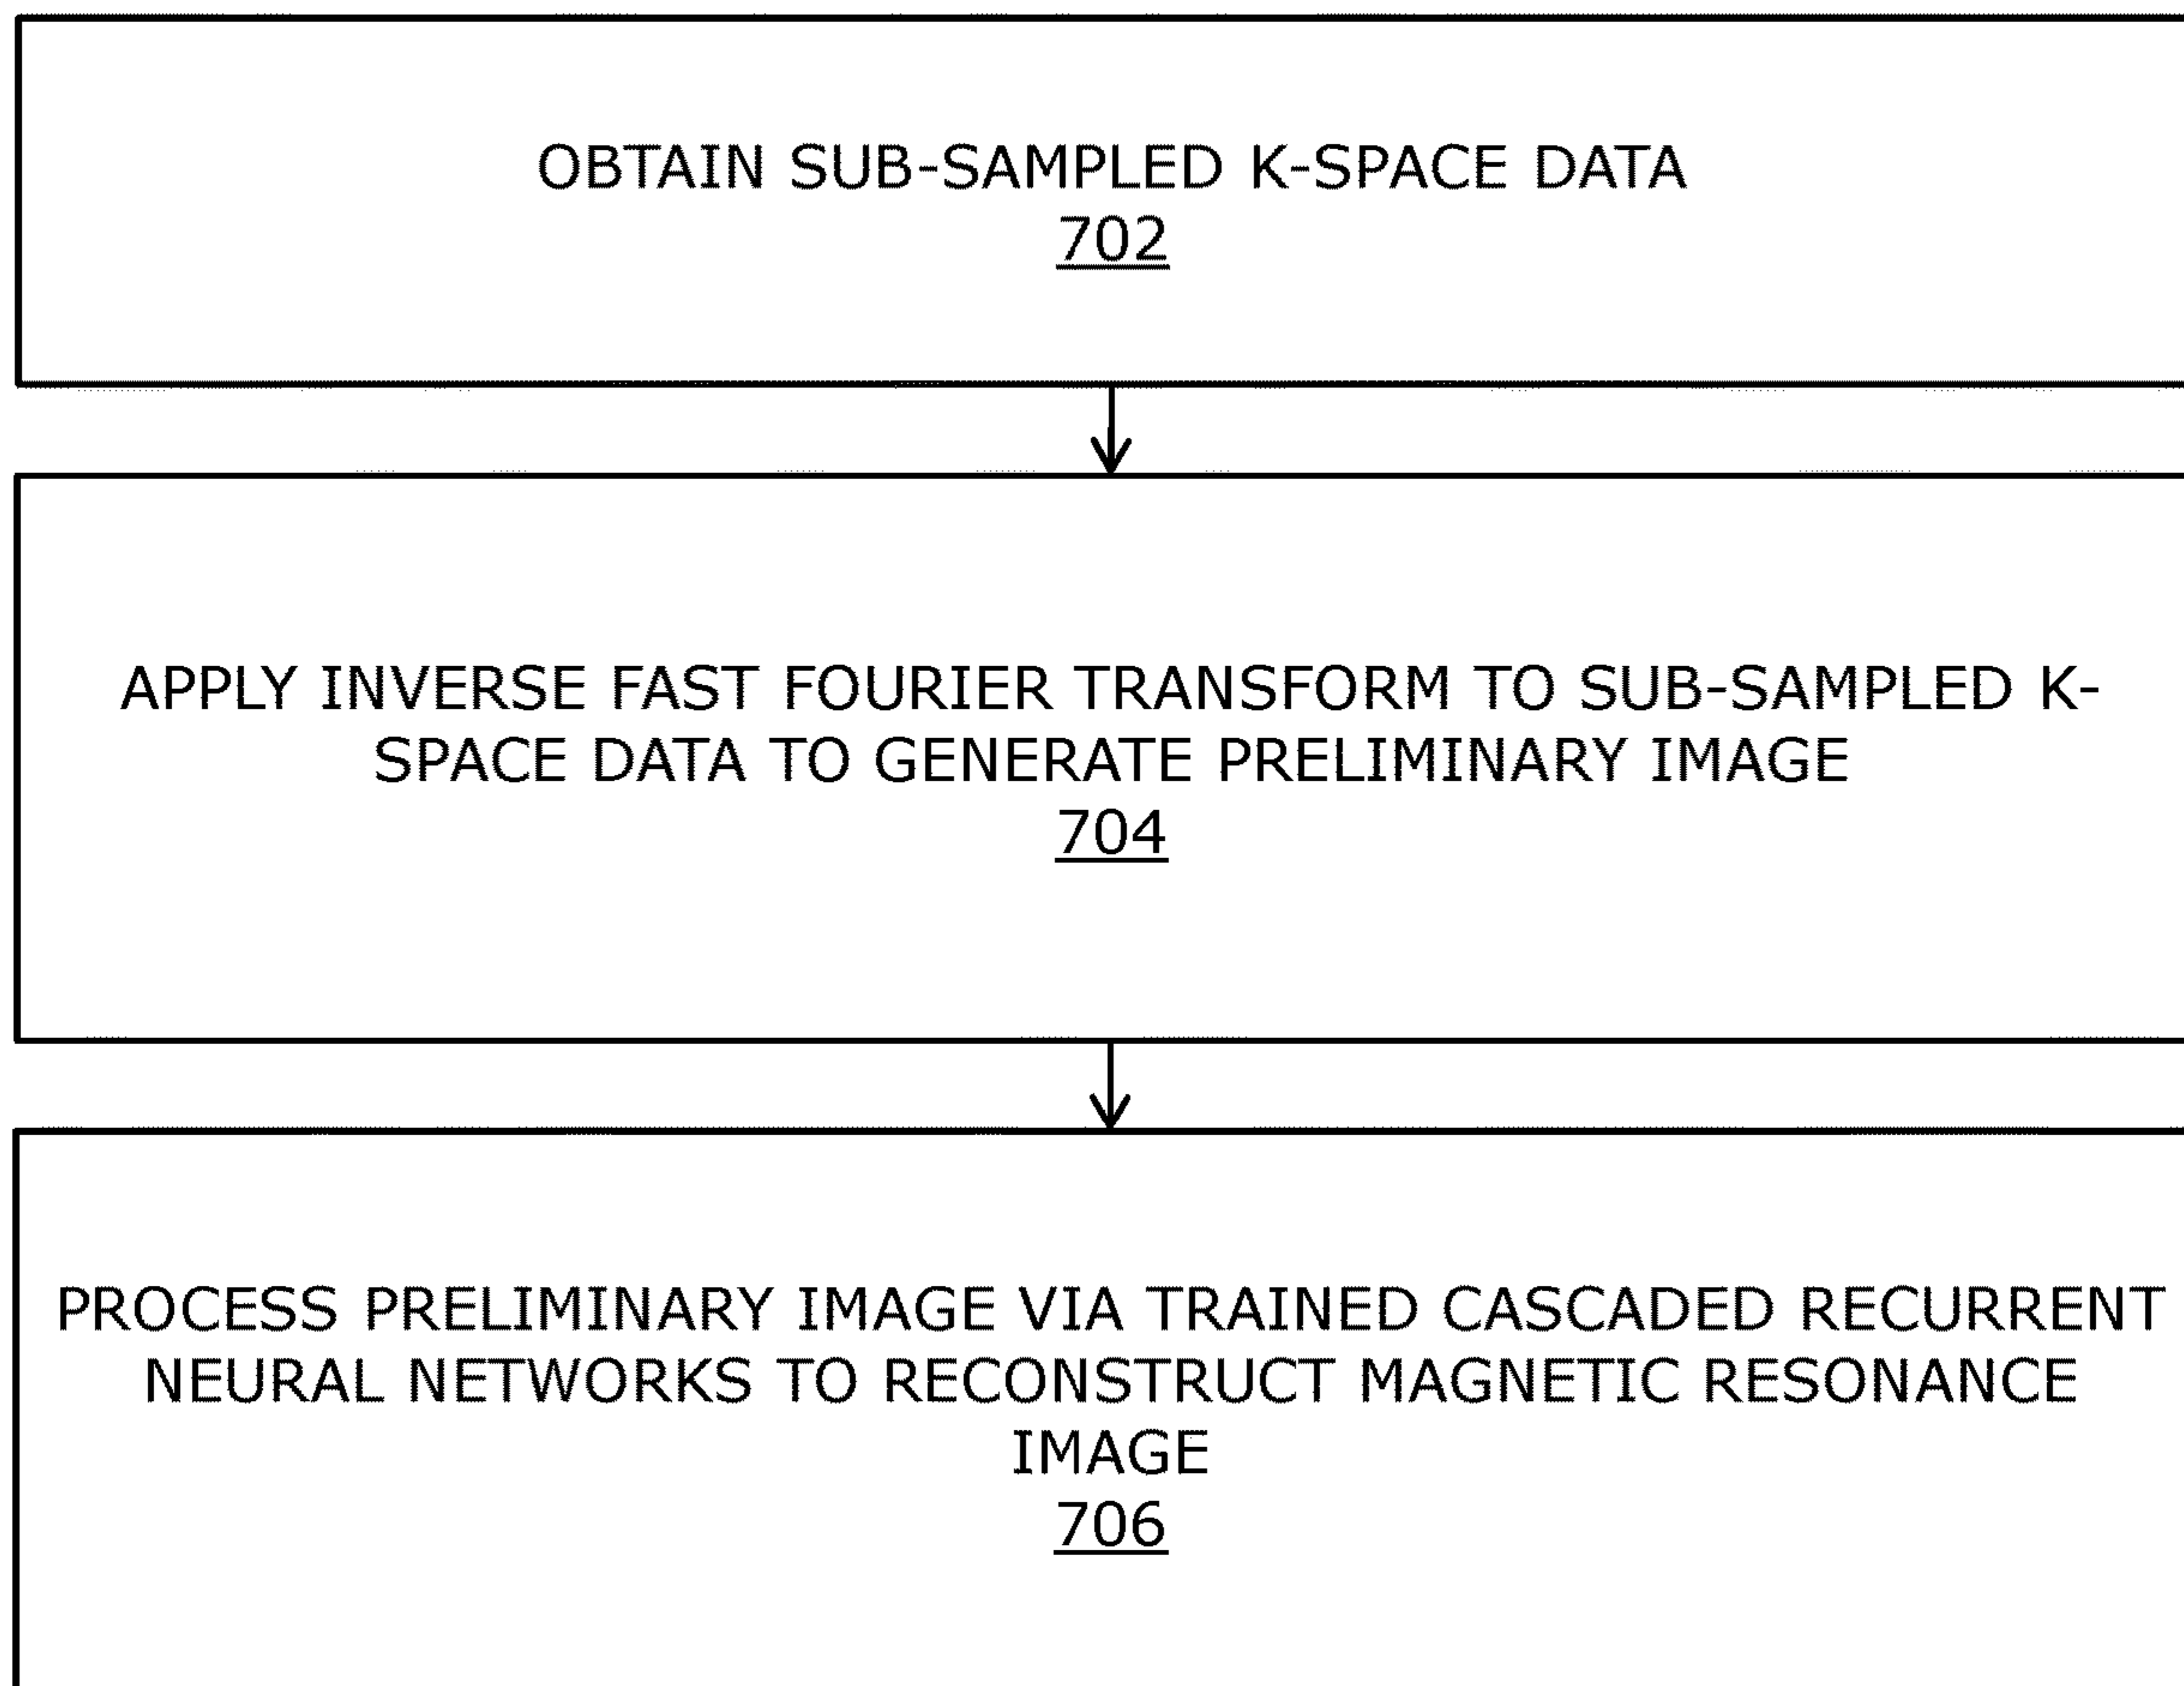 OBTAIN SUB-SAMPLED K-SPACE DATA
702
APPLY INVERSE FAST FOURIER TRANSFORM TO SUB-SAMPLED K-
SPACE DATA TO GENERATE PRELIMINARY IMAGE
704
PROCESS PRELIMINARY IMAGE VIA TRAINED CASCADED RECURRENT
NEURAL NETWORKS TO RECONSTRUCT MAGNETIC RESONANCE
IMAGE
706